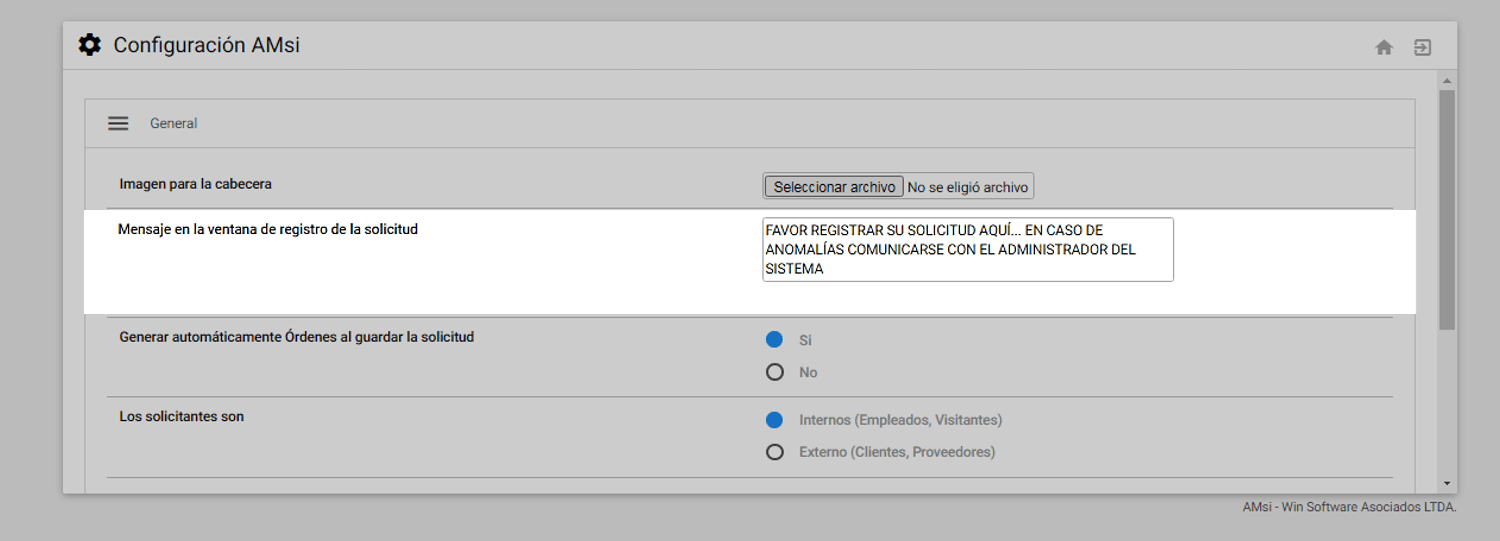 Configuración AMsi
General
Imagen para la cabecera
Seleccionar archivo No se eligió archivo
Mensaje en la ventana de registro de la solicitud
FAVOR REGISTRAR SU SOLICITUD AQUÍ... EN CASO DE
ANOMALÍAS COMUNICARSE CON EL ADMINISTRADOR DEL
SISTEMA
Generar automáticamente Órdenes al guardar la solicitud
Si
No
Los solicitantes son
Internos (Empleados, Visitantes)
Externo (Clientes, Proveedores)
AMsi - Win Software Asociados LTDA.